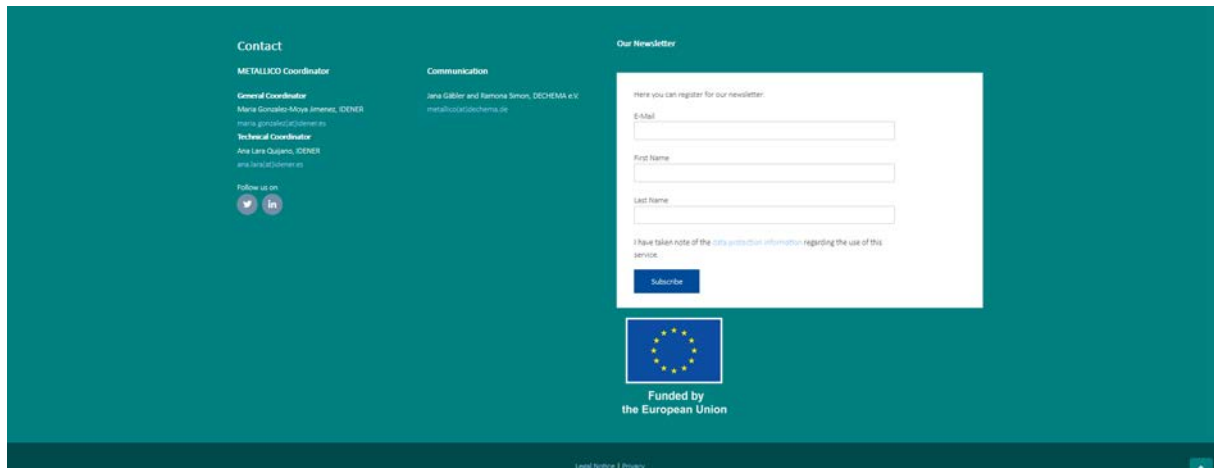 Contact
METALLICO Coordinator
General Coordinator
Maria Gonzalez-Moya Jimenez, IDENER
maria.gonzalez(at)idener.es
Technical Coordinator
Ana Lara Quijano, IDENER
ana.lara(at)idener.es
Follow us on
in
Communication
Jana Gäbler and Ramona Simon, DECHEMA e.V.
metallico(at)dechema.de
Our Newsletter
Here you can register for our newsletter.
E-Mail
First Name
Last Name
I have taken note of the data protection information regarding the use of this
service.
Subscribe
Funded by
the European Union
Legal Notice | Privacy